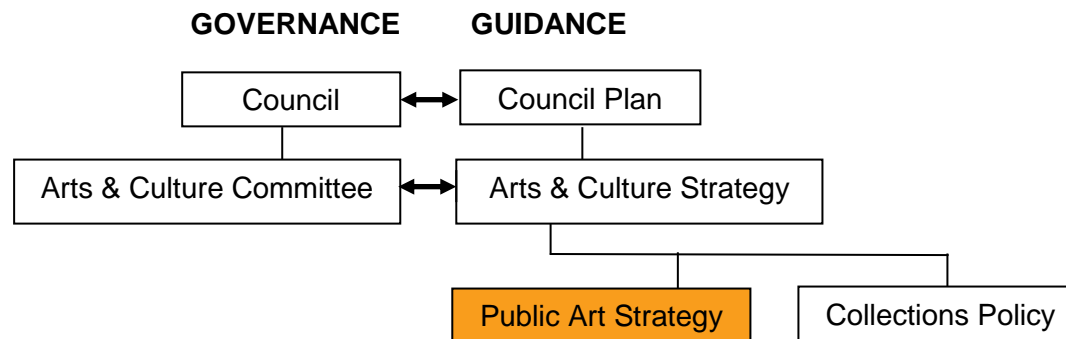 GOVERNANCE GUIDANCE
Council Council Plan
Arts & Culture Committee Arts & Culture Strategy
Public Art Strategy Collections Policy